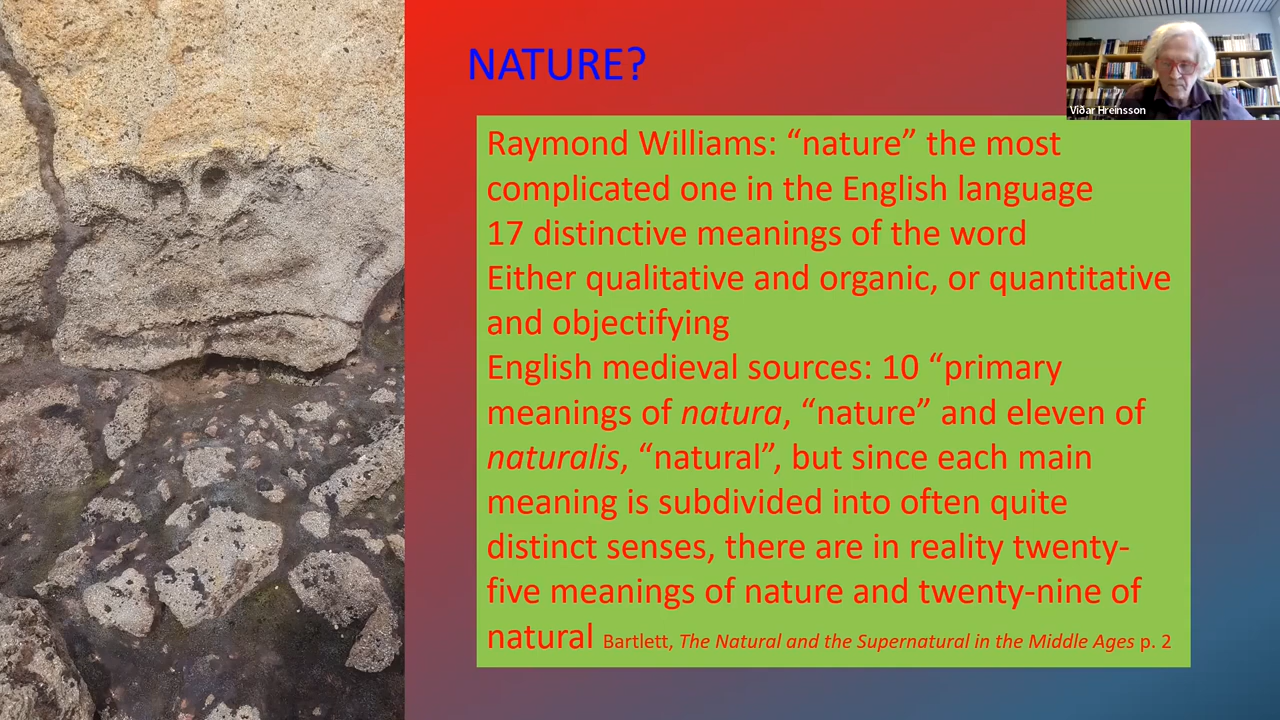 NATURE?
Viðar Hreinsson
Raymond Williams: “nature” the most
complicated one in the English language
17 distinctive meanings of the word
Either qualitative and organic, or quantitative
and objectifying
English medieval sources: 10 “primary
meanings of natura, “nature” and eleven of
naturalis, “natural”, but since each main
meaning is subdivided into often quite
distinct senses, there are in reality twenty-
five meanings of nature and twenty-nine of
natural Bartlett, The Natural and the Supernatural in the Middle Ages p. 2